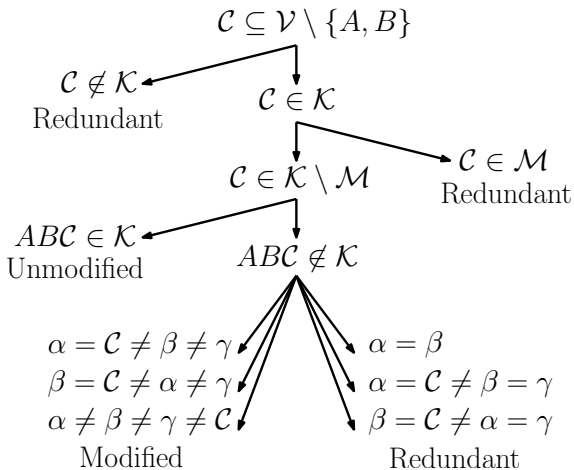 𝒞 ⊆ 𝒱 \ {A, B}
𝒞 ∉ 𝒦
Redundant
𝒞 ∈ 𝒦
𝒞 ∈ 𝒦 \ ℳ
𝒞 ∈ ℳ
Redundant
AB𝒞 ∈ 𝒦
Unmodified
AB𝒞 ∉ 𝒦
α = 𝒞 ≠ β ≠ γ
β = 𝒞 ≠ α ≠ γ
α ≠ β ≠ γ ≠ 𝒞
Modified
α = β
α = 𝒞 ≠ β = γ
β = 𝒞 ≠ α = γ
Redundant